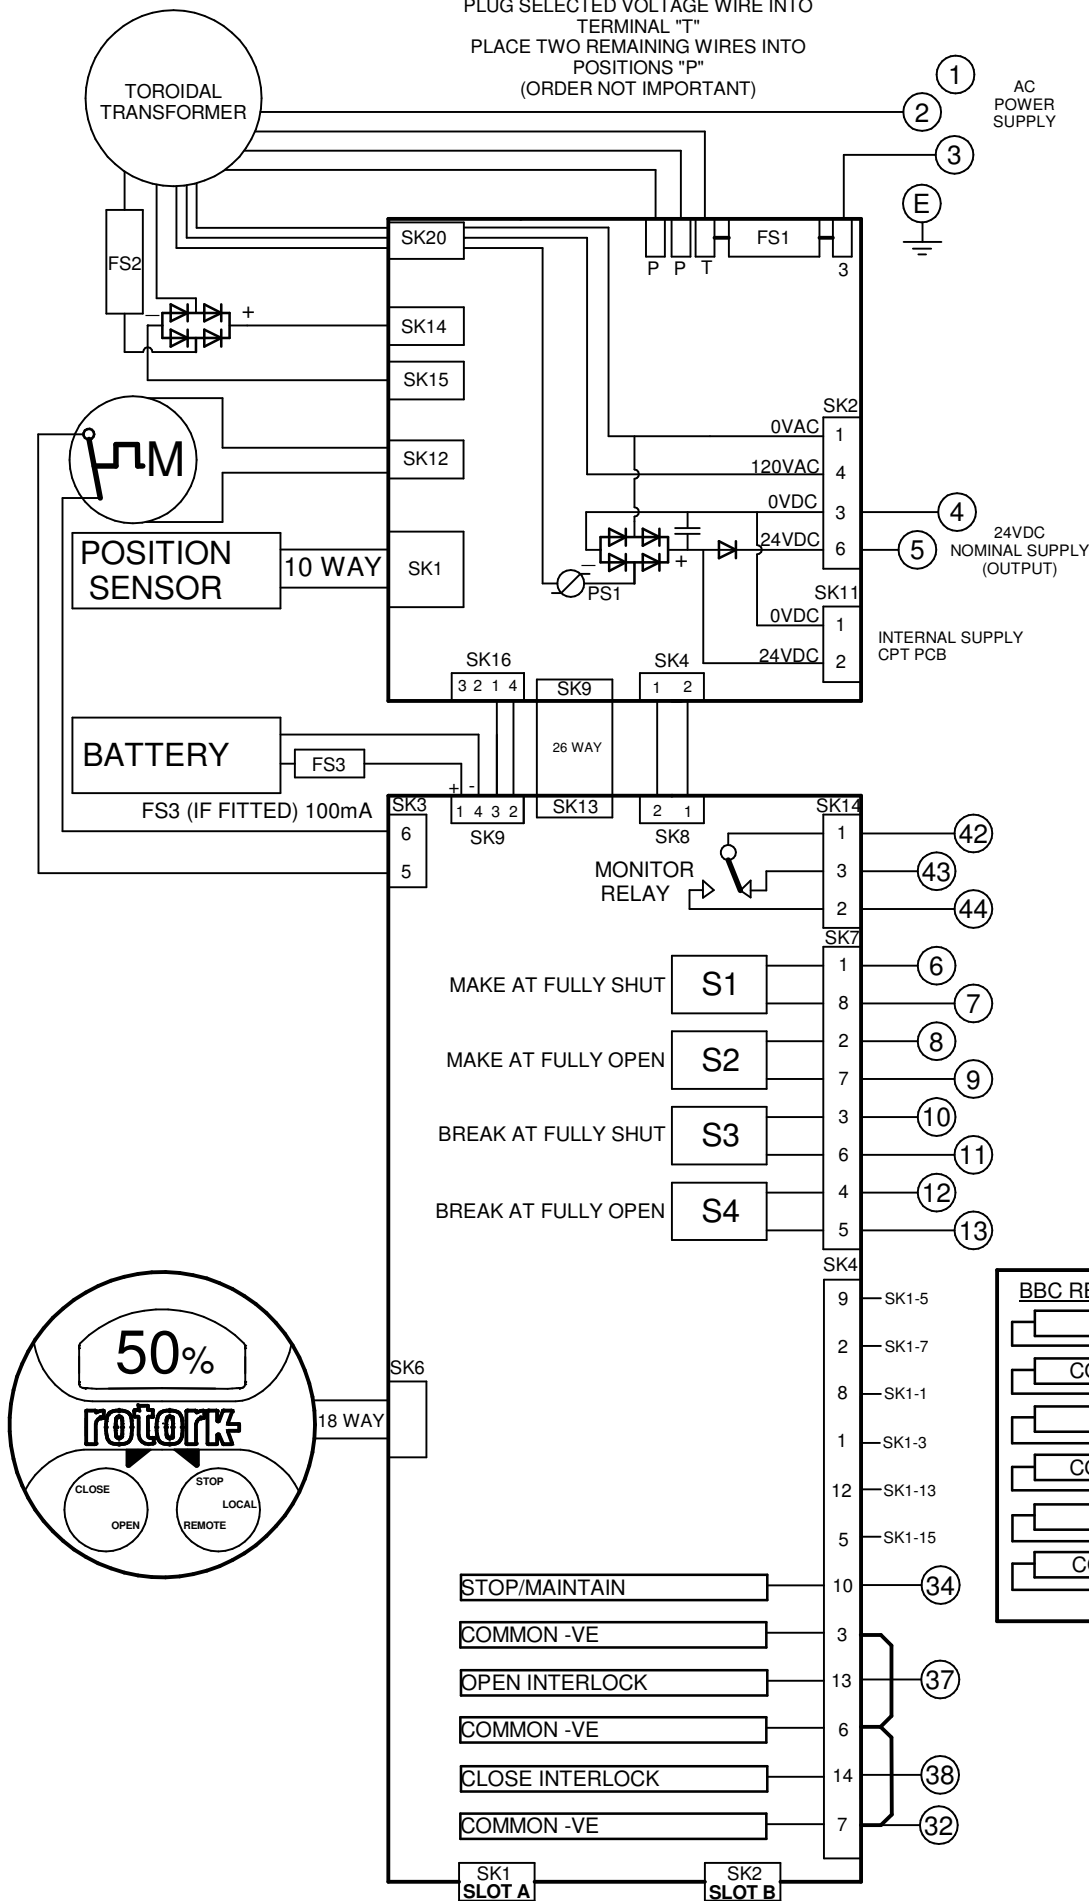 PLUG SELECTED VOLTAGE WIRE INTO
TERMINAL "T"
PLACE TWO REMAINING WIRES INTO
POSITIONS "P"
(ORDER NOT IMPORTANT)
TOROIDAL
TRANSFORMER
1
2
AC
POWER
SUPPLY
3
E
FS2
SK20
P
P
T
FS1
3
−
+
SK14
SK15
SK2
M
SK12
0VAC
1
120VAC
4
0VDC
3
4
24VDC
6
5
24VDC
NOMINAL SUPPLY
(OUTPUT)
POSITION
SENSOR
10 WAY
SK1
−
+
PS1
SK11
0VDC
1
24VDC
2
INTERNAL SUPPLY
CPT PCB
SK16
3 2 1 4
SK9
SK4
1 2
26 WAY
BATTERY
FS3
+ -
FS3 (IF FITTED) 100mA
SK3
6
5
1 4 3 2
SK9
SK13
2 1
SK8
SK14
MONITOR
RELAY
1
42
3
43
2
44
SK7
MAKE AT FULLY SHUT
S1
1
6
8
7
MAKE AT FULLY OPEN
S2
2
8
7
9
BREAK AT FULLY SHUT
S3
3
10
6
11
BREAK AT FULLY OPEN
S4
4
12
5
13
SK4
9
SK1-5
2
SK1-7
8
SK1-1
1
SK1-3
12
SK1-13
5
SK1-15
50%
rotork
CLOSE
OPEN
STOP
LOCAL
REMOTE
18 WAY
SK6
STOP/MAINTAIN
10
34
COMMON -VE
3
OPEN INTERLOCK
13
37
COMMON -VE
6
CLOSE INTERLOCK
14
38
COMMON -VE
7
32
SK1
SLOT A
SK2
SLOT B
BBC